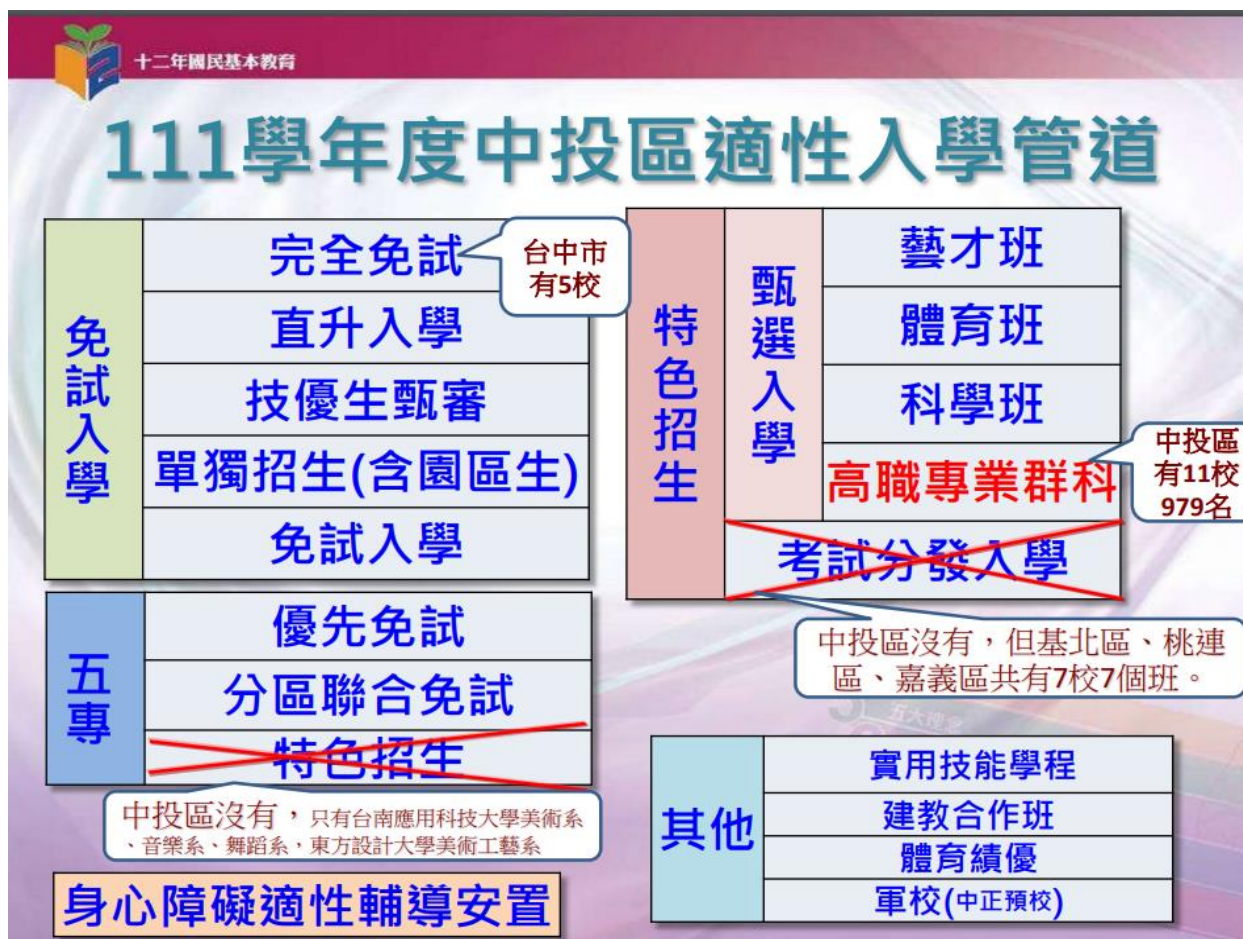 十二年國民基本教育
111學年度中投區適性入學管道
免試入學
完全免試
台中市
有5校
直升入學
技優生甄審
單獨招生(含園區生)
免試入學
五專
優先免試
分區聯合免試
特色招生
中投區沒有，只有台南應用科技大學美術系
、音樂系、舞蹈系，東方設計大學美術工藝系
身心障礙適性輔導安置
特色招生
甄選入學
藝才班
體育班
科學班
高職專業群科
中投區
有11校
979名
考試分發入學
中投區沒有，但基北區、桃連
區、嘉義區共有7校7個班。
五大理念
其他
實用技能學程
建教合作班
體育績優
軍校(中正預校)